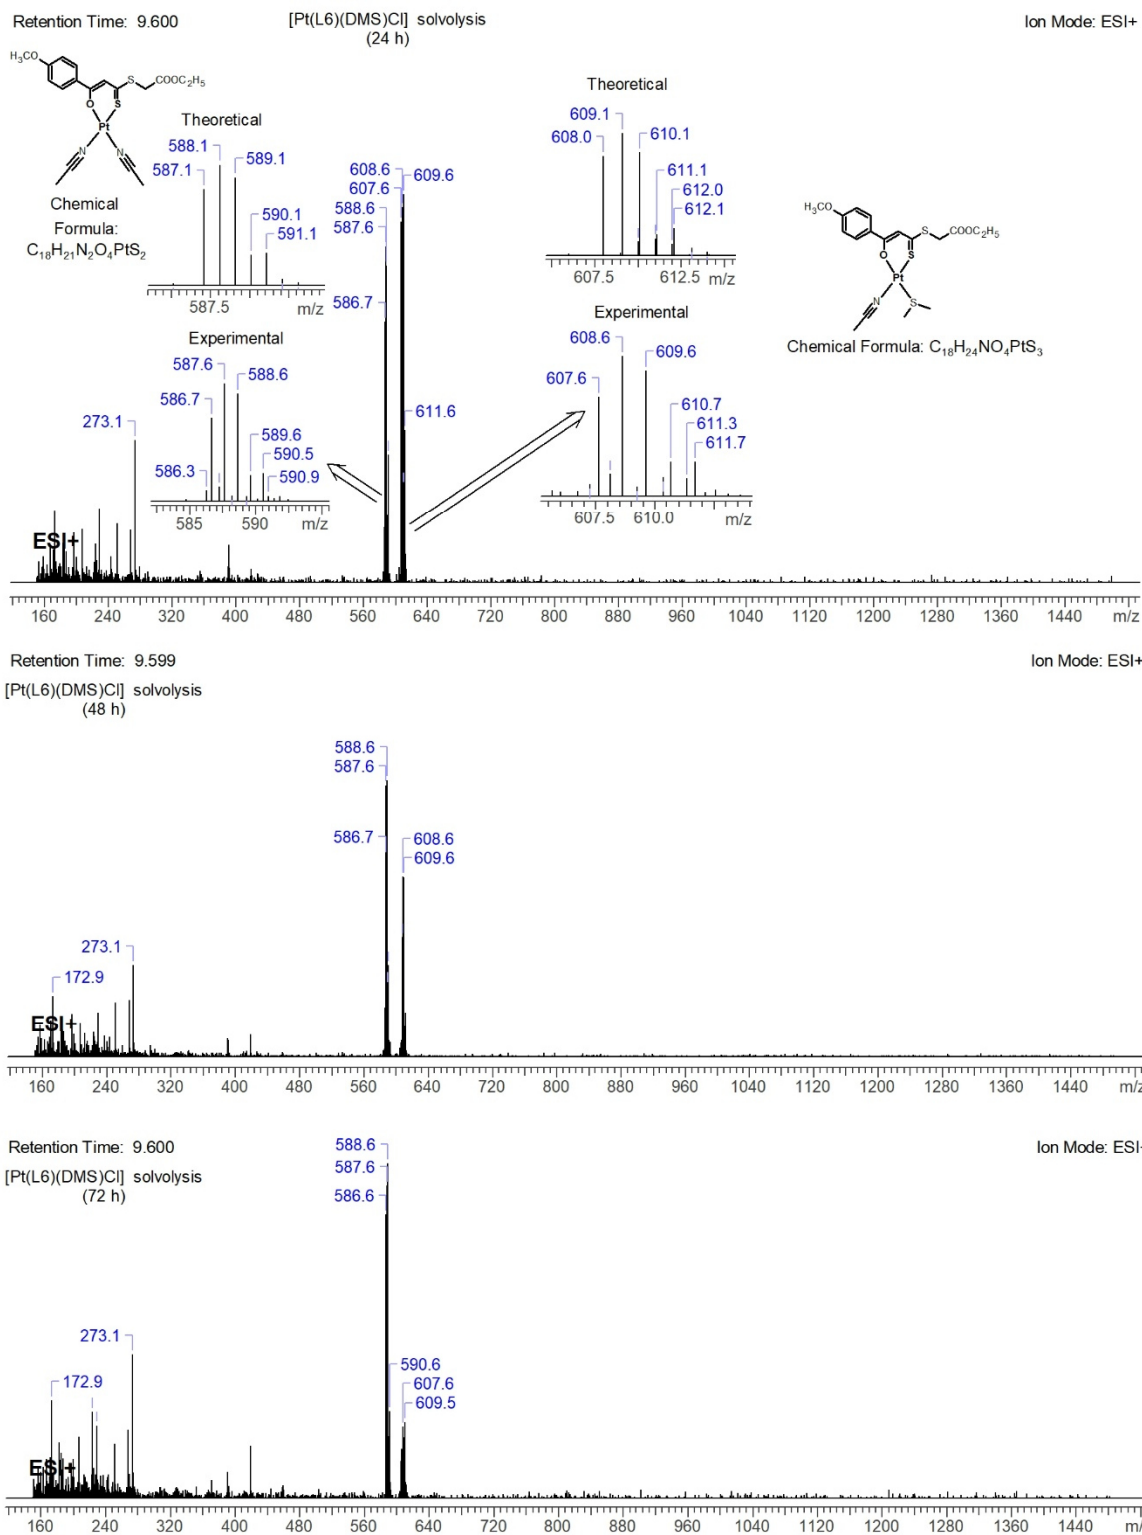 Retention Time: 9.600
[Pt(L6)(DMS)Cl] solvolysis
(24 h)
Ion Mode: ESI+
H₃CO
S
COOC₂H₅
O
S
Pt
N
N
Chemical
Formula:
C₁₈H₂₁N₂O₄PtS₂
Theoretical
588.1
587.1
589.1
590.1
591.1
587.5
m/z
Experimental
587.6
586.7
588.6
589.6
590.5
586.3
590.9
585
590
m/z
608.6
609.6
607.6
588.6
587.6
586.7
611.6
273.1
Theoretical
609.1
608.0
610.1
611.1
612.0
612.1
607.5
612.5
m/z
Experimental
608.6
609.6
607.6
610.7
611.3
611.7
607.5
610.0
m/z
H₃CO
S
COOC₂H₅
O
S
Pt
N
S
Chemical Formula: C₁₈H₂₄NO₄PtS₃
ESI+
160 240 320 400 480 560 640 720 800 880 960 1040 1120 1200 1280 1360 1440 m/z
Retention Time: 9.599
Ion Mode: ESI+
[Pt(L6)(DMS)Cl] solvolysis
(48 h)
588.6
587.6
586.7
608.6
609.6
273.1
172.9
ESI+
160 240 320 400 480 560 640 720 800 880 960 1040 1120 1200 1280 1360 1440 m/z
Retention Time: 9.600
Ion Mode: ESI+
[Pt(L6)(DMS)Cl] solvolysis
(72 h)
588.6
587.6
586.6
273.1
172.9
590.6
607.6
609.5
ESI+
160 240 320 400 480 560 640 720 800 880 960 1040 1120 1200 1280 1360 1440 m/z